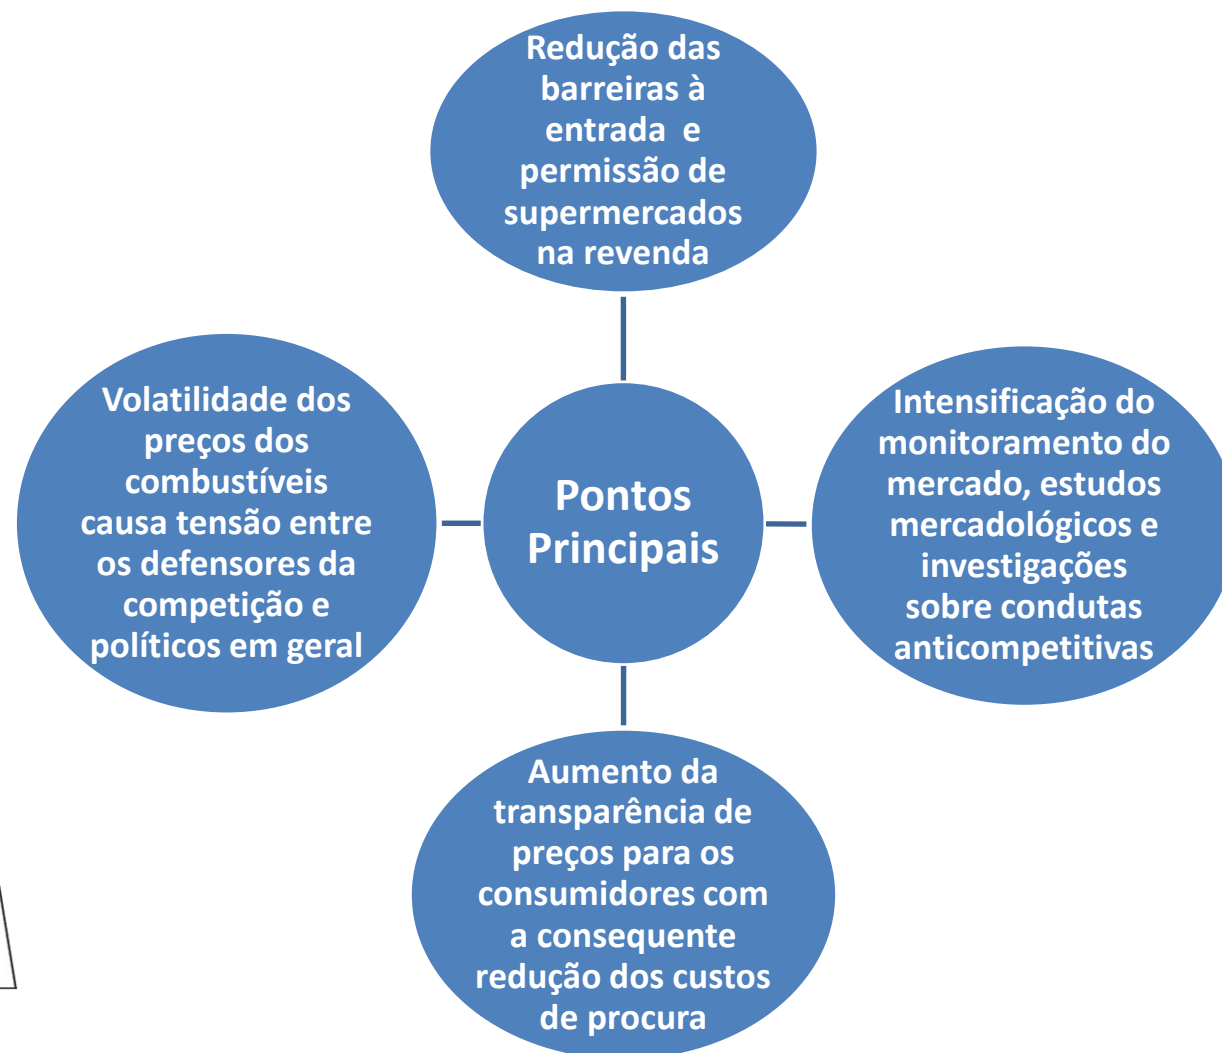 Redução das
barreiras à
entrada e
permissão de
supermercados
na revenda
Volatilidade dos
preços dos
combustíveis
causa tensão entre
os defensores da
competição e
políticos em geral
Pontos
Principais
Intensificação do
monitoramento do
mercado, estudos
mercadológicos e
investigações
sobre condutas
anticompetitivas
Aumento da
transparência de
preços para os
consumidores com
a consequente
redução dos custos
de procura